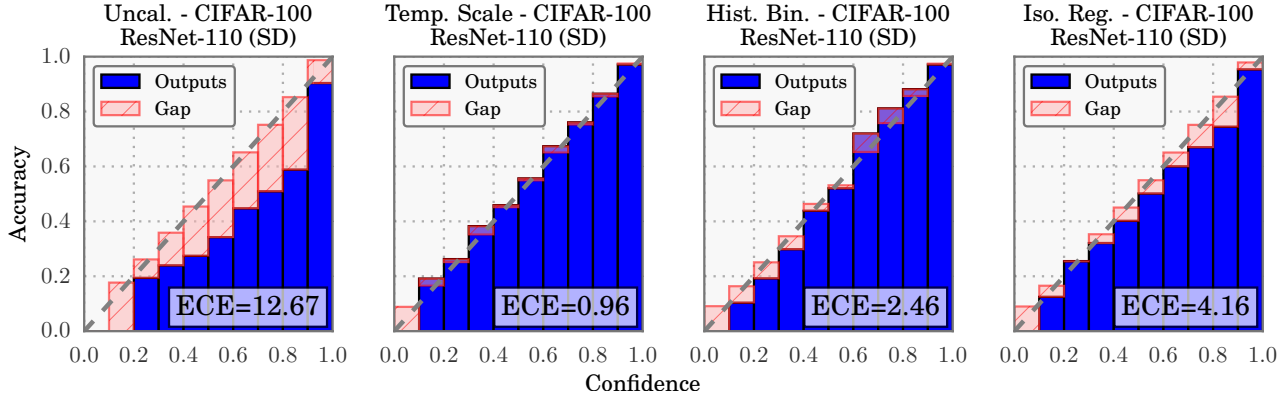 Uncal. - CIFAR-100
ResNet-110 (SD)
Temp. Scale - CIFAR-100
ResNet-110 (SD)
Hist. Bin. - CIFAR-100
ResNet-110 (SD)
Iso. Reg. - CIFAR-100
ResNet-110 (SD)
Accuracy
1.0
0.8
0.6
0.4
0.2
0.0
Outputs
Gap
ECE=12.67
0.0 0.2 0.4 0.6 0.8 1.0
Outputs
Gap
ECE=0.96
0.0 0.2 0.4 0.6 0.8 1.0
Outputs
Gap
ECE=2.46
0.0 0.2 0.4 0.6 0.8 1.0
Outputs
Gap
ECE=4.16
0.0 0.2 0.4 0.6 0.8 1.0
Confidence